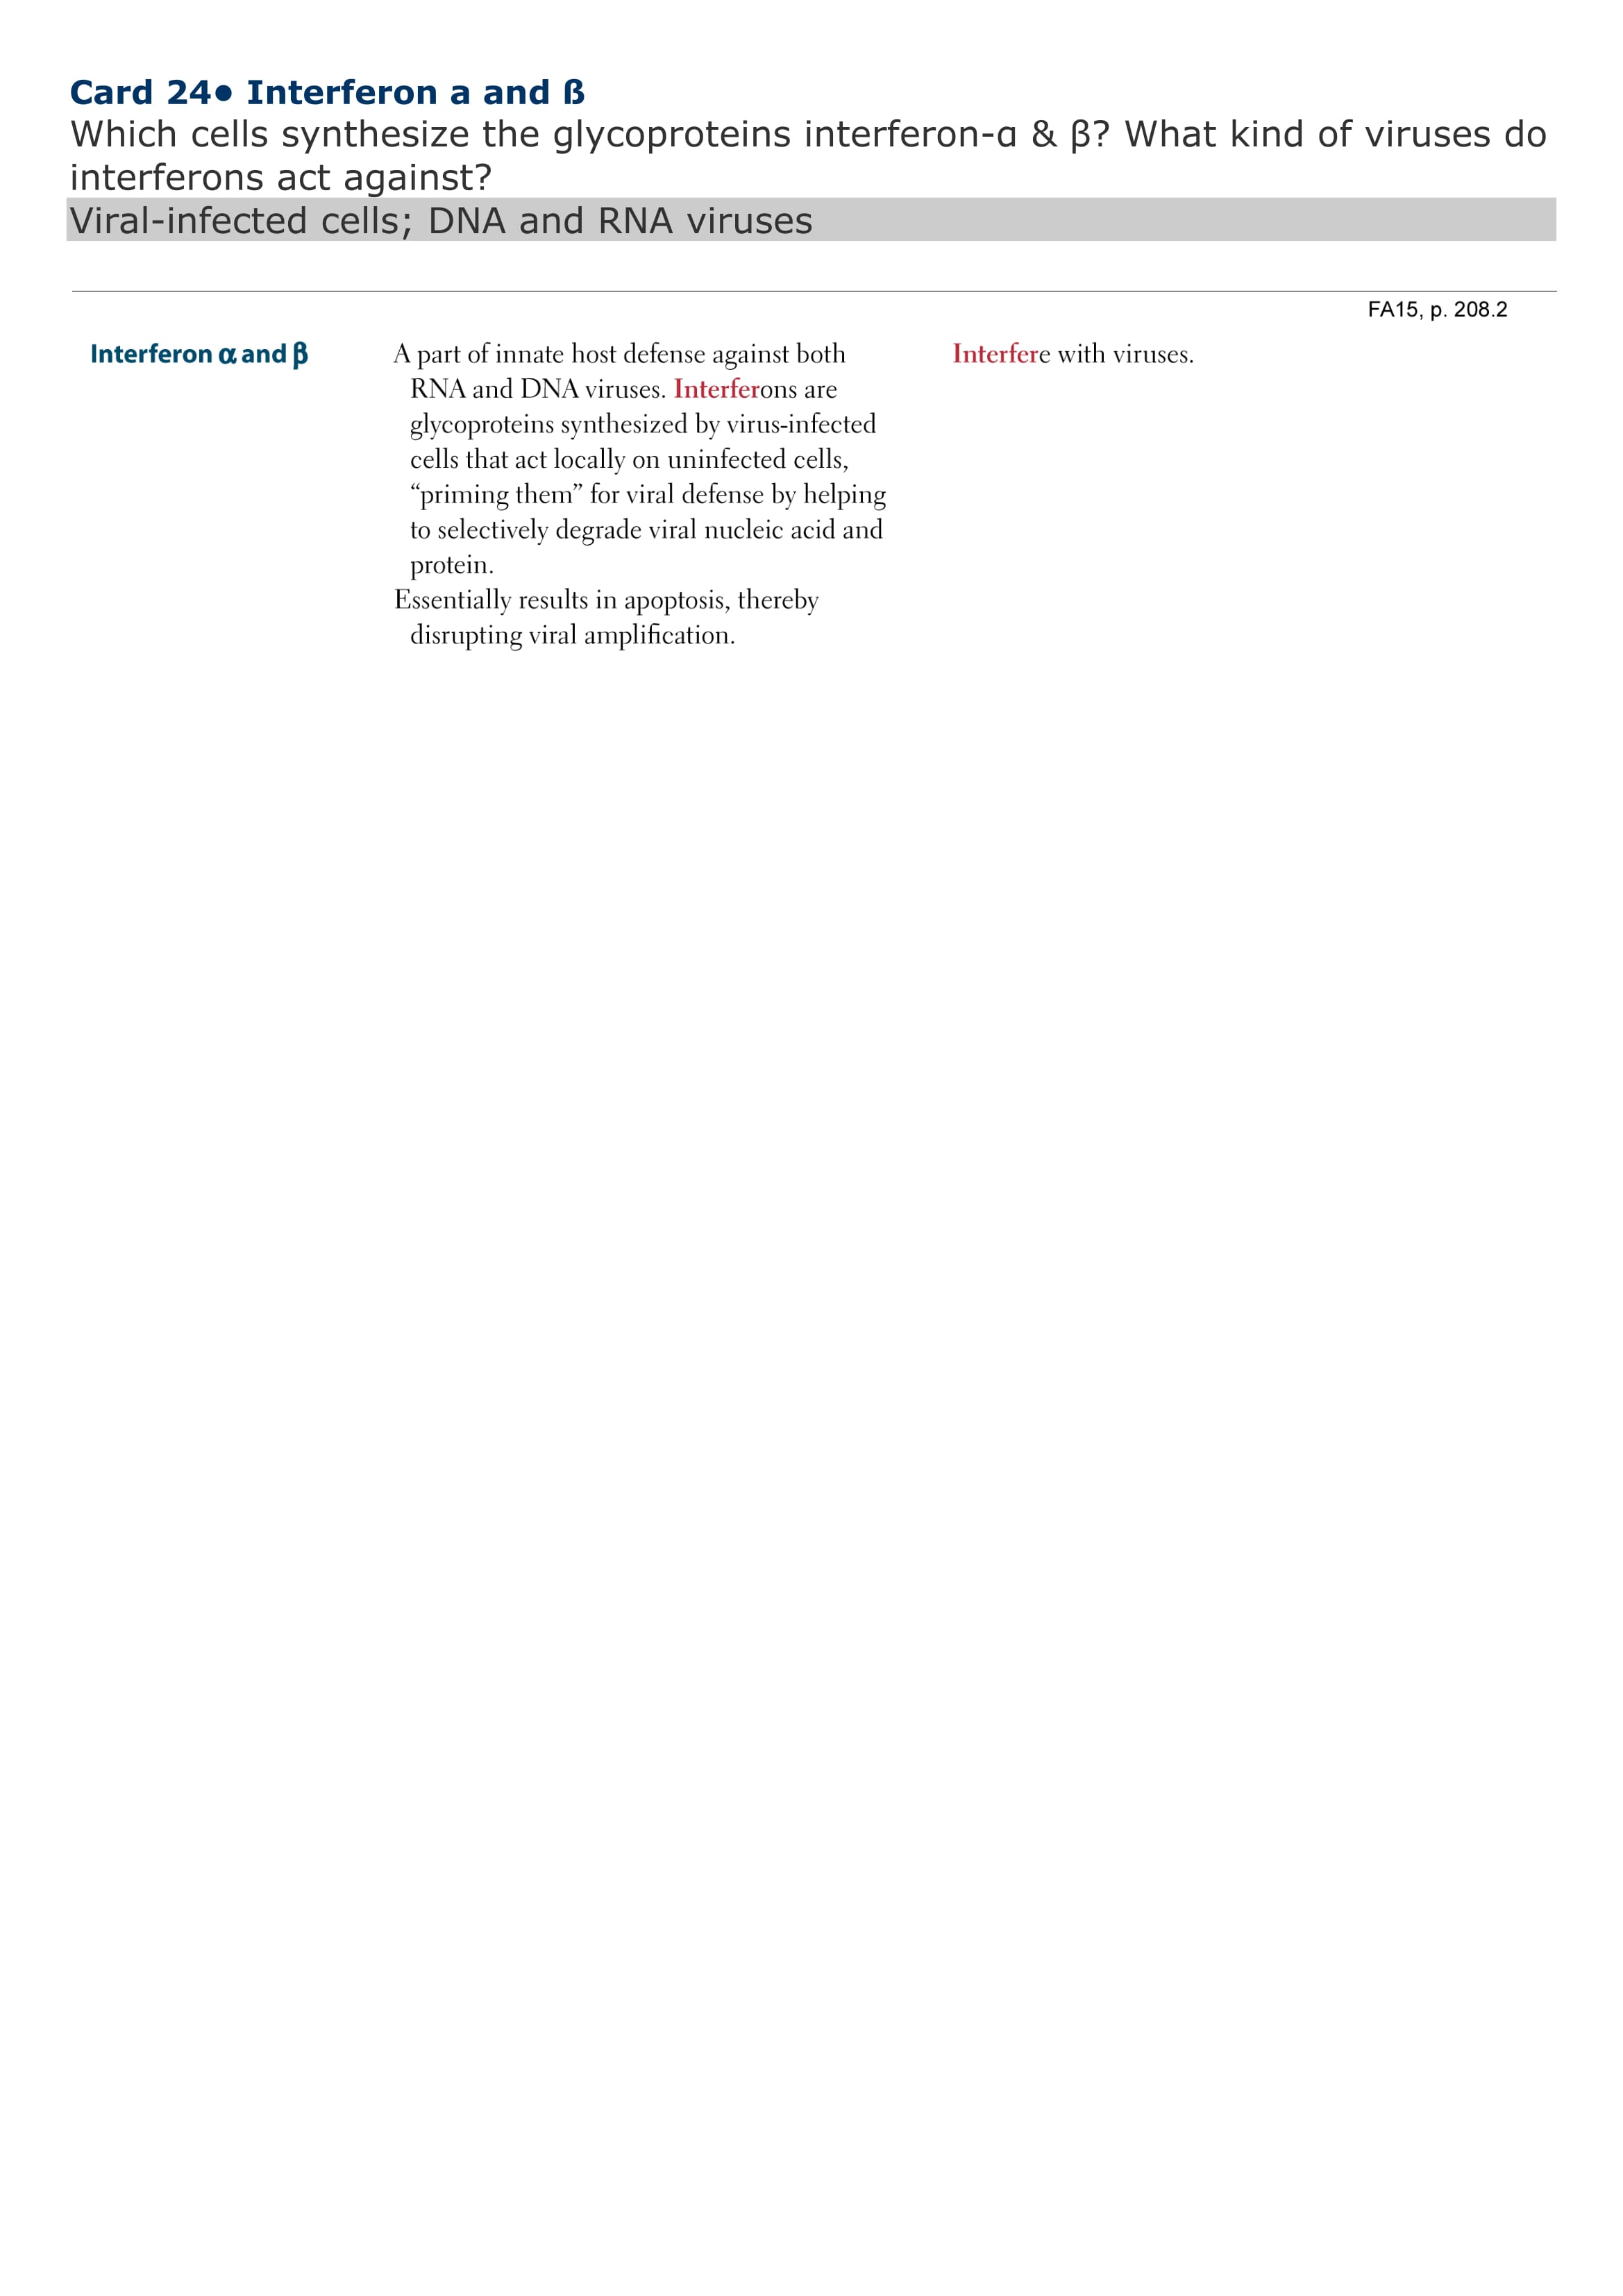 Card 24● Interferon a and ß
Which cells synthesize the glycoproteins interferon-α & β? What kind of viruses do
interferons act against?
Viral-infected cells; DNA and RNA viruses
FA15, p. 208.2
Interferon α and β
A part of innate host defense against both
RNA and DNA viruses. Interferons are
glycoproteins synthesized by virus-infected
cells that act locally on uninfected cells,
“priming them” for viral defense by helping
to selectively degrade viral nucleic acid and
protein.
Essentially results in apoptosis, thereby
disrupting viral amplification.
Interfere with viruses.